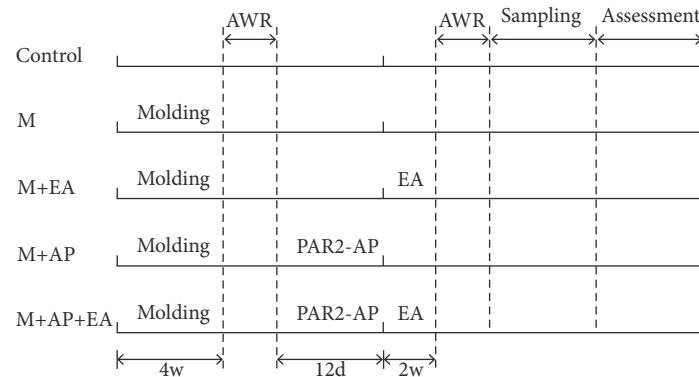 AWR AWR Sampling Assessment
Control
M Molding
M+EA Molding EA
M+AP Molding PAR2-AP
M+AP+EA Molding PAR2-AP EA
4w 12d 2w